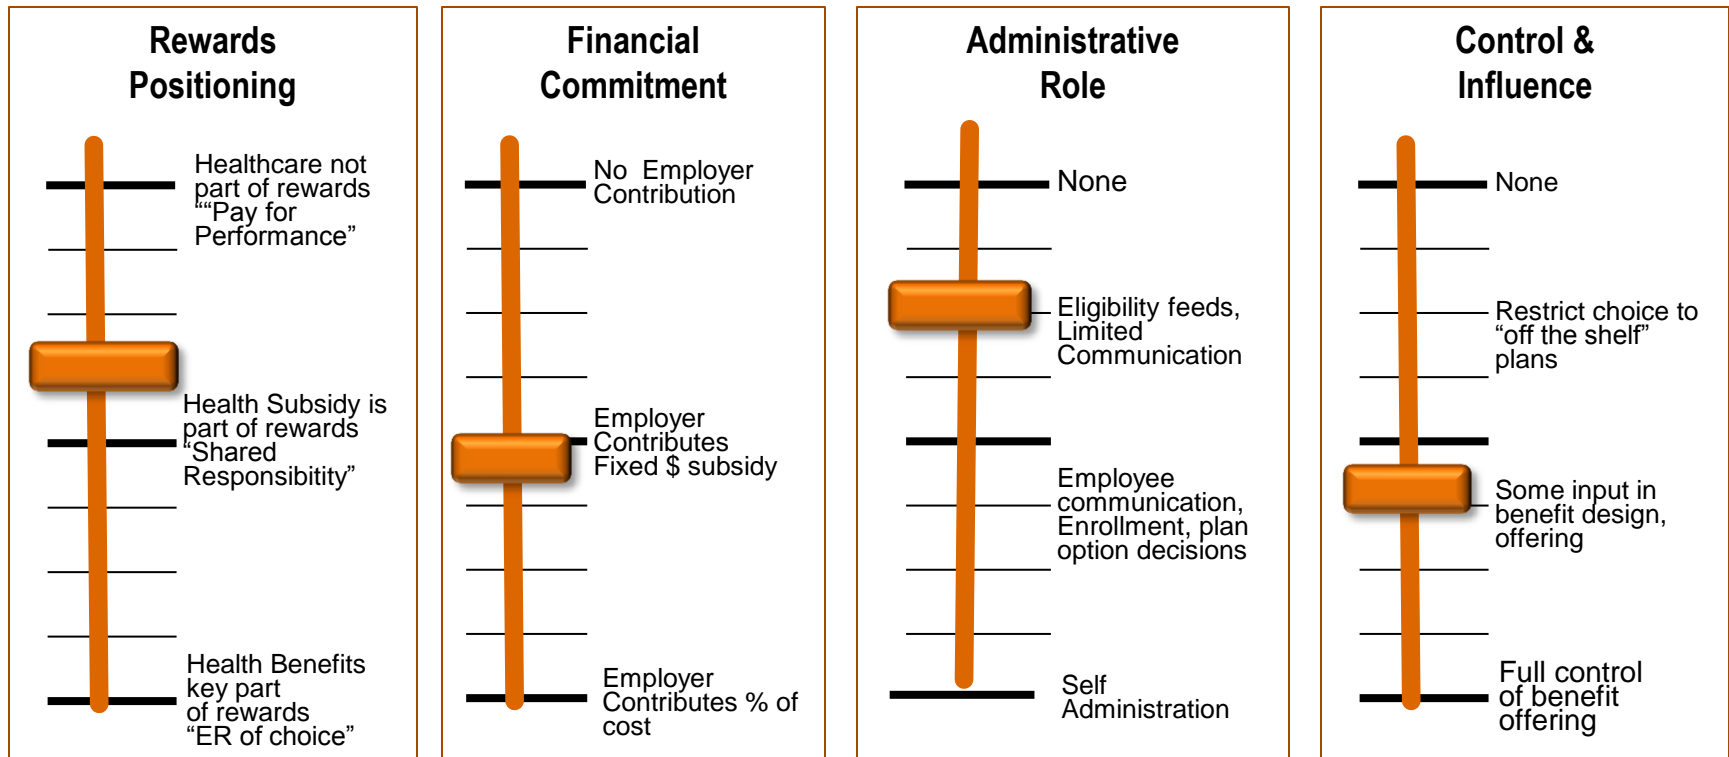 Rewards
Positioning
Healthcare not
part of rewards
““Pay for
Performance”
Health Subsidy is
part of rewards
“Shared
Responsibitity”
Health Benefits
key part
of rewards
“ER of choice”
Financial
Commitment
No Employer
Contribution
Employer
Contributes
Fixed $ subsidy
Employer
Contributes % of
cost
Administrative
Role
None
Eligibility feeds,
Limited
Communication
Employee
communication,
Enrollment, plan
option decisions
Self
Administration
Control &
Influence
None
Restrict choice to
“off the shelf”
plans
Some input in
benefit design,
offering
Full control
of benefit
offering